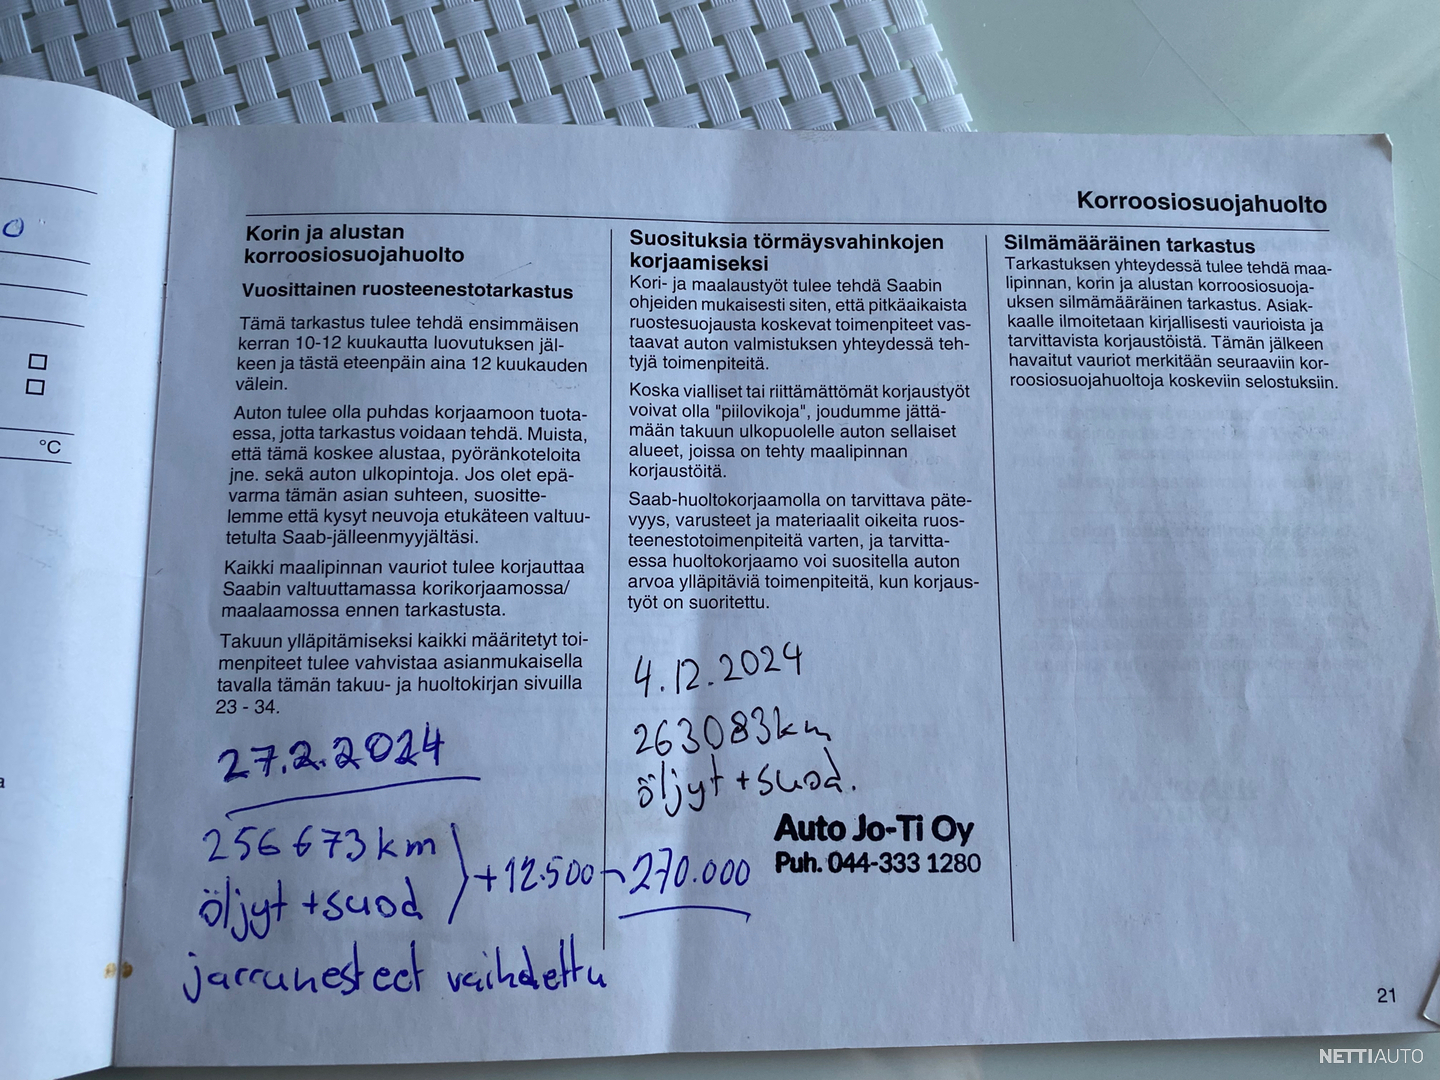 o
°C
Korroosiosuojahuolto
Korin ja alustan
korroosiosuojahuolto
Vuosittainen ruosteenestotarkastus
Tämä tarkastus tulee tehdä ensimmäisen
kerran 10-12 kuukautta luovutuksen jäl-
keen ja tästä eteenpäin aina 12 kuukauden
välein.
Auton tulee olla puhdas korjaamoon tuota-
essa, jotta tarkastus voidaan tehdä. Muista,
että tämä koskee alustaa, pyöränkoteloita
jne. sekä auton ulkopintoja. Jos olet epä-
varma tämän asian suhteen, suositte-
lemme että kysyt neuvoja etukäteen valtuu-
tetulta Saab-jälleenmyyjältäsi.
Kaikki maalipinnan vauriot tulee korjauttaa
Saabin valtuuttamassa korikorjaamossa/
maalaamossa ennen tarkastusta.
Takuun ylläpitämiseksi kaikki määritetyt toi-
menpiteet tulee vahvistaa asianmukaisella
tavalla tämän takuu- ja huoltokirjan sivuilla
23 - 34.
27.2.2024
256673km
öljyt +suod
+12.500 270.000
jarrunesteet vaihdettu
Suosituksia törmäysvahinkojen
korjaamiseksi
Kori- ja maalaustyöt tulee tehdä Saabin
ohjeiden mukaisesti siten, että pitkäaikaista
ruostesuojausta koskevat toimenpiteet vas-
taavat auton valmistuksen yhteydessä teh-
tyjä toimenpiteitä.
Koska vialliset tai riittämättömät korjaustyöt
voivat olla "piilovikoja", joudumme jättä-
mään takuun ulkopuolelle auton sellaiset
alueet, joissa on tehty maalipinnan
korjaustöitä.
Saab-huoltokorjaamolla on tarvittava päte-
vyys, varusteet ja materiaalit oikeita ruos-
teenestotoimenpiteitä varten, ja tarvitta-
essa huoltokorjaamo voi suositella auton
arvoa ylläpitäviä toimenpiteitä, kun korjaus-
työt on suoritettu.
4.12.2024
263083km
öljyt +suod.
Auto Jo-Ti Oy
Puh. 044-333 1280
Silmämääräinen tarkastus
Tarkastuksen yhteydessä tulee tehdä maa-
lipinnan, korin ja alustan korroosiosuoja-
uksen silmämääräinen tarkastus. Asiak-
kaalle ilmoitetaan kirjallisesti vaurioista ja
tarvittavista korjaustöistä. Tämän jälkeen
havaitut vauriot merkitään seuraaviin kor-
roosiosuojahuoltoja koskeviin selostuksiin.
21
NETTIAUTO